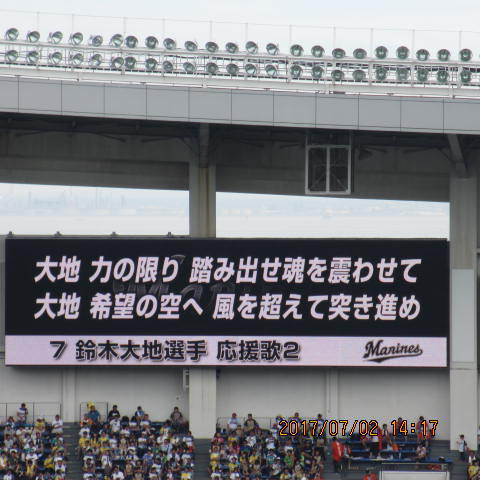 大地 力の限り 踏み出せ魂を震わせて
大地 希望の空へ 風を超えて突き進め
7 鈴木大地選手 応援歌2 Marines
2017/07/02 14:17